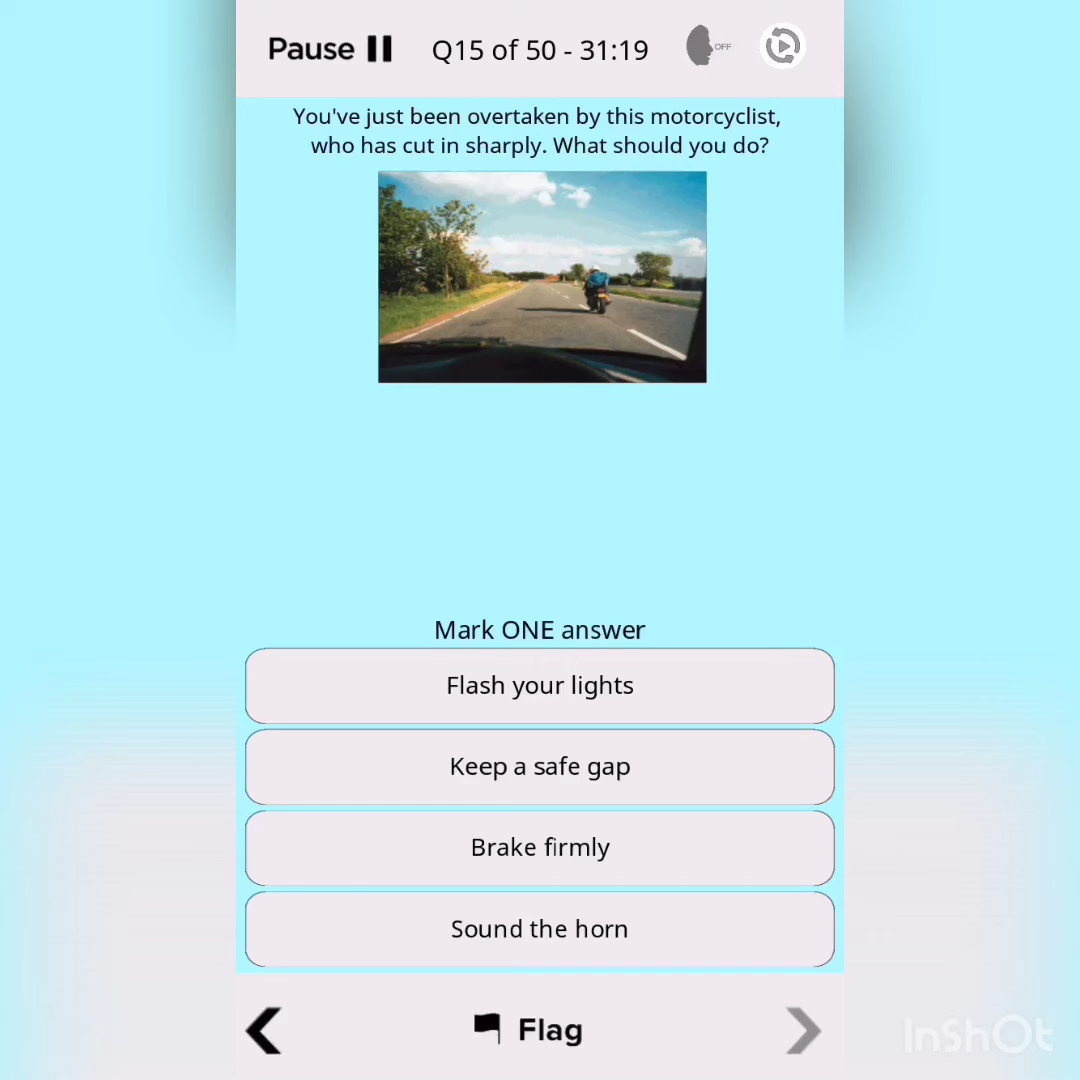 Pause
Q15 of 50 - 31:19
OFF
You've just been overtaken by this motorcyclist,
who has cut in sharply. What should you do?
Mark ONE answer
Flash your lights
Keep a safe gap
Brake firmly
Sound the horn
Flag
InShOt